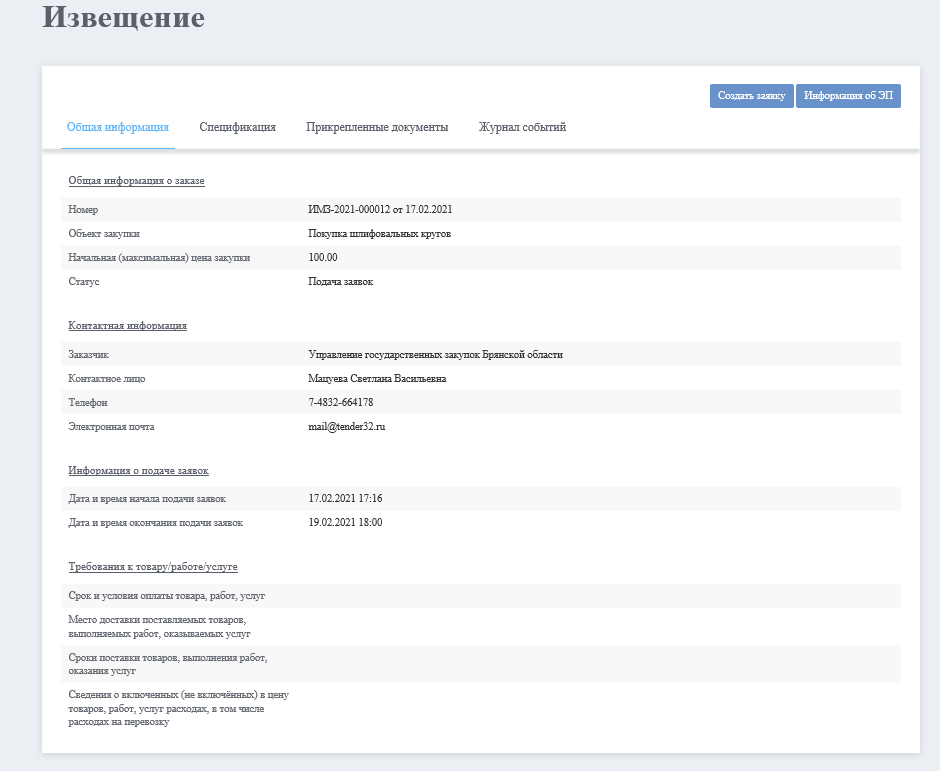 Извещение
Создать заявку Информация об ЭП
Общая информация Спецификация Прикрепленные документы Журнал событий
Общая информация о заказе
Номер ИМЗ-2021-000012 от 17.02.2021
Объект закупки Покупка шлифовальных кругов
Начальная (максимальная) цена закупки 100.00
Статус Подача заявок
Контактная информация
Заказчик Управление государственных закупок Брянской области
Контактное лицо Мацуева Светлана Васильевна
Телефон 7-4832-664178
Электронная почта mail@tender32.ru
Информация о подаче заявок
Дата и время начала подачи заявок 17.02.2021 17:16
Дата и время окончания подачи заявок 19.02.2021 18:00
Требования к товару/работе/услуге
Срок и условия оплаты товара, работ, услуг
Место доставки поставляемых товаров,
выполняемых работ, оказываемых услуг
Сроки поставки товаров, выполнения работ,
оказания услуг
Сведения о включенных (не включённых) в цену
товаров, работ, услуг расходах, в том числе
расходах на перевозку